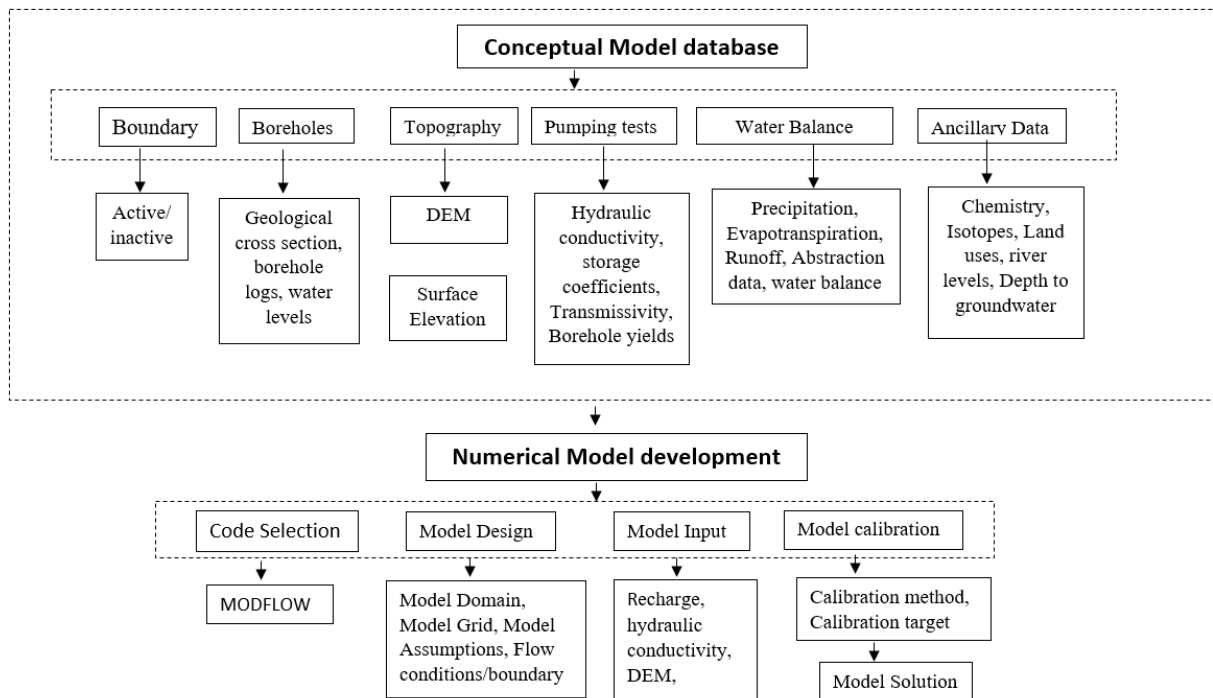 Conceptual Model database
Boundary
Boreholes
Topography
Pumping tests
Water Balance
Ancillary Data
Active/
inactive
Geological
cross section,
borehole
logs, water
levels
DEM
Surface
Elevation
Hydraulic
conductivity,
storage
coefficients,
Transmissivity,
Borehole yields
Precipitation,
Evapotranspiration,
Runoff, Abstraction
data, water balance
Chemistry,
Isotopes, Land
uses, river
levels, Depth to
groundwater
Numerical Model development
Code Selection
Model Design
Model Input
Model calibration
MODFLOW
Model Domain,
Model Grid, Model
Assumptions, Flow
conditions/boundary
Recharge,
hydraulic
conductivity,
DEM,
Calibration method,
Calibration target
Model Solution